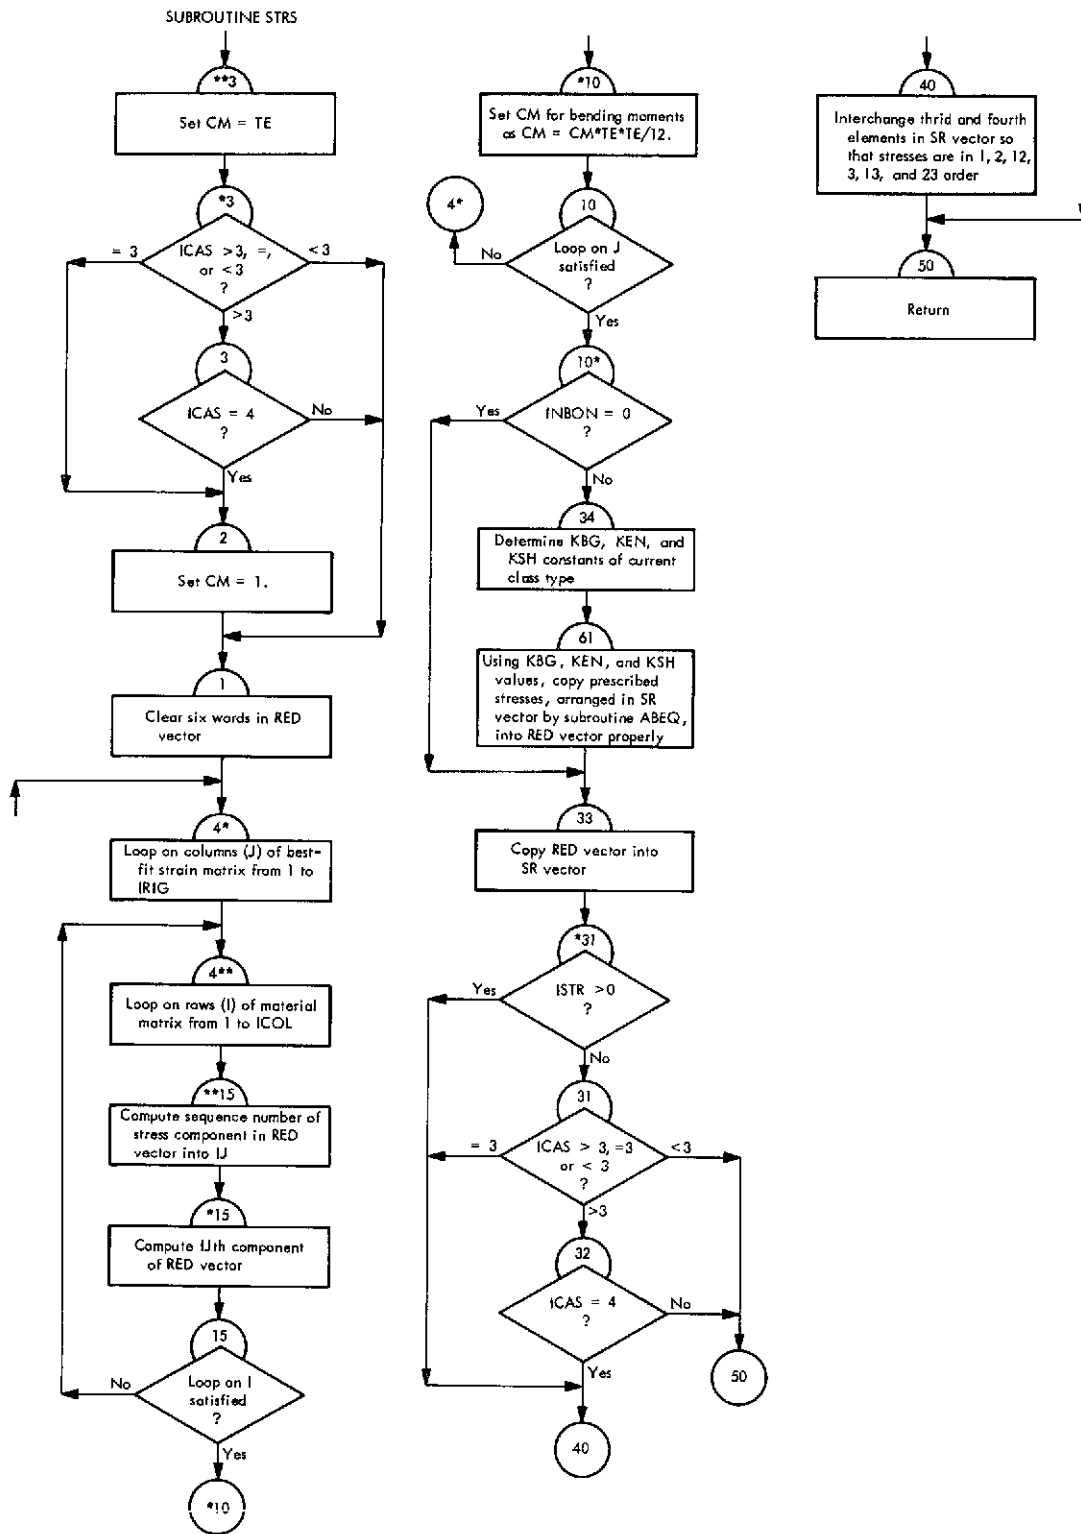 SUBROUTINE STRS
**3
Set CM = TE
*3
= 3
ICAS >3, =,
or < 3
?
< 3
>3
3
ICAS = 4
?
No
Yes
2
Set CM = 1.
1
Clear six words in RED
vector
4*
Loop on columns (J) of best-
fit strain matrix from 1 to
IRIG
4**
Loop on rows (I) of material
matrix from 1 to ICOL
**15
Compute sequence number of
stress component in RED
vector into IJ
*15
Compute IJth component
of RED vector
15
No
Loop on I
satisfied
?
Yes
*10
*10
Set CM for bending moments
as CM = CM*TE*TE/12.
4*
10
No
Loop on J
satisfied
?
Yes
10*
Yes
INBON = 0
?
No
34
Determine KBG, KEN, and
KSH constants of current
class type
61
Using KBG, KEN, and KSH
values, copy prescribed
stresses, arranged in SR
vector by subroutine ABEQ,
into RED vector properly
33
Copy RED vector into
SR vector
*31
Yes
ISTR >0
?
No
31
= 3
ICAS > 3, =3
or < 3
?
<3
>3
32
ICAS = 4
?
No
Yes
50
40
40
Interchange thrid and fourth
elements in SR vector so
that stresses are in 1, 2, 12,
3, 13, and 23 order
50
Return